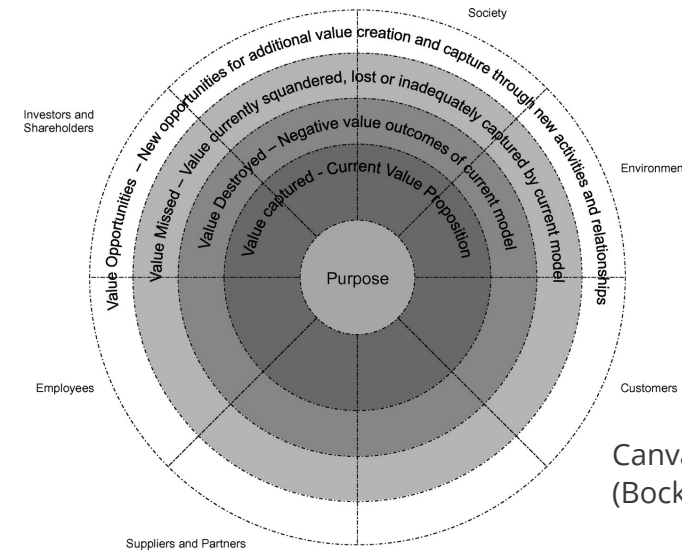 Society
Value Opportunities – New opportunities for additional value creation and capture through new activities and relationships
Value Missed – Value currently squandered, lost or inadequately captured by current model
Value Destroyed – Negative value outcomes of current model
Value captured - Current Value Proposition
Purpose
Investors and
Shareholders
Employees
Customers
Suppliers and Partners